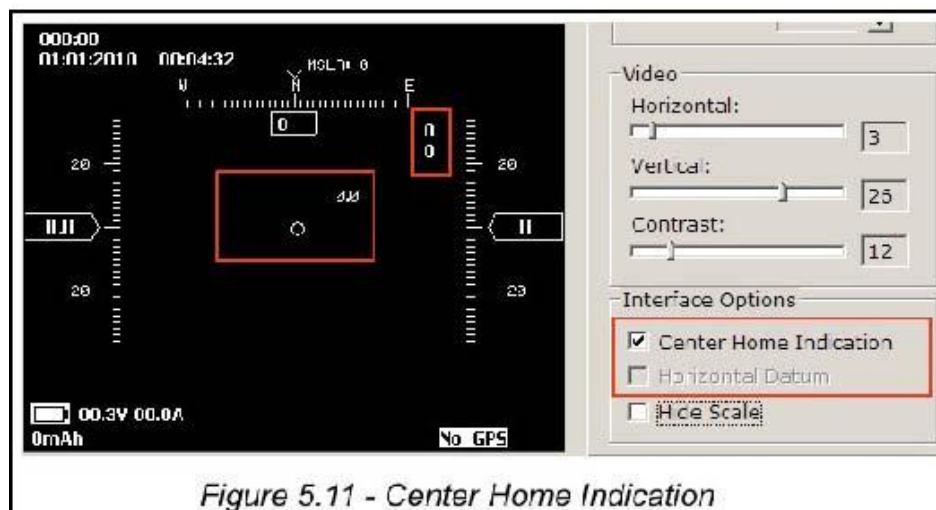 000:00
01:01:2010 00:04:32
MSL
W N E
0
0
20 20
20 20
00.3V 00.0A
0mAh
No GPS
Video
Horizontal:
3
Vertical:
25
Contrast:
12
Interface Options
Center Home Indication
Horizontal Datum
Hide Scale
Figure 5.11 - Center Home Indication